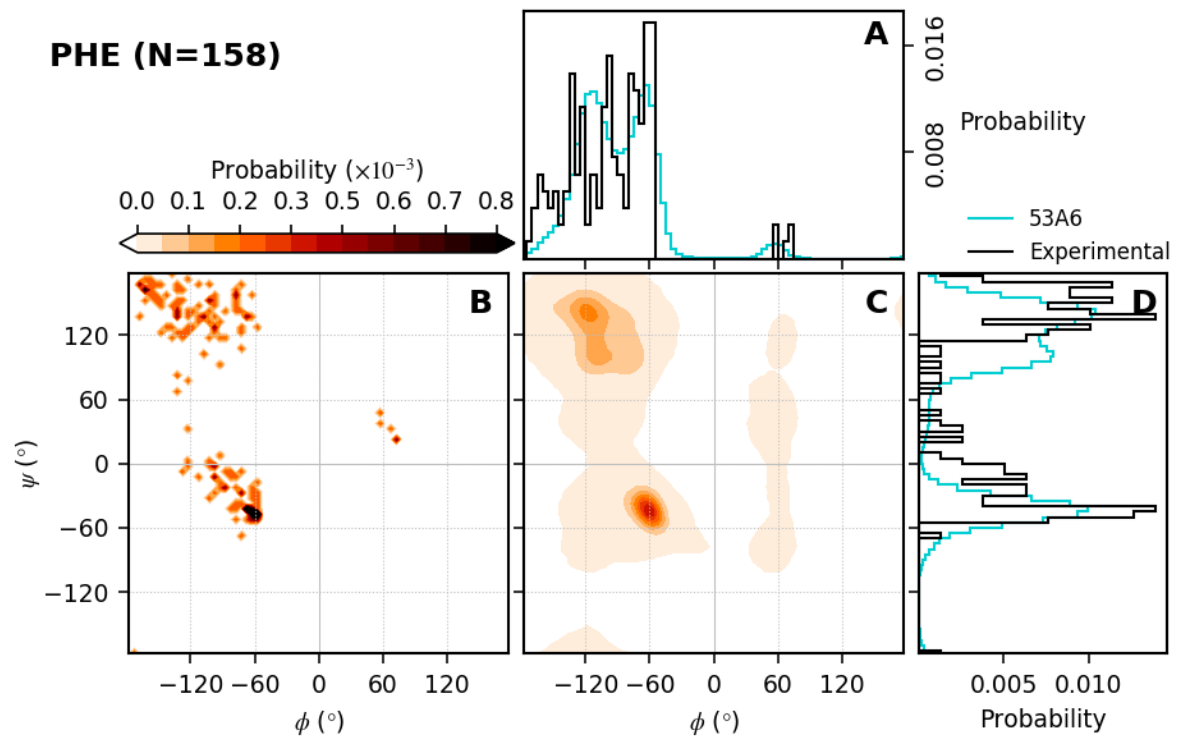 PHE (N=158)
A
0.016
0.008
Probability
Probability (×10⁻³)
0.0 0.1 0.2 0.3 0.4 0.5 0.6 0.7 0.8
53A6
Experimental
B
C
D
120
60
0
−60
−120
ψ (°)
−120 −60 0 60 120
−120 −60 0 60 120
0.005 0.010
ϕ (°)
ϕ (°)
Probability